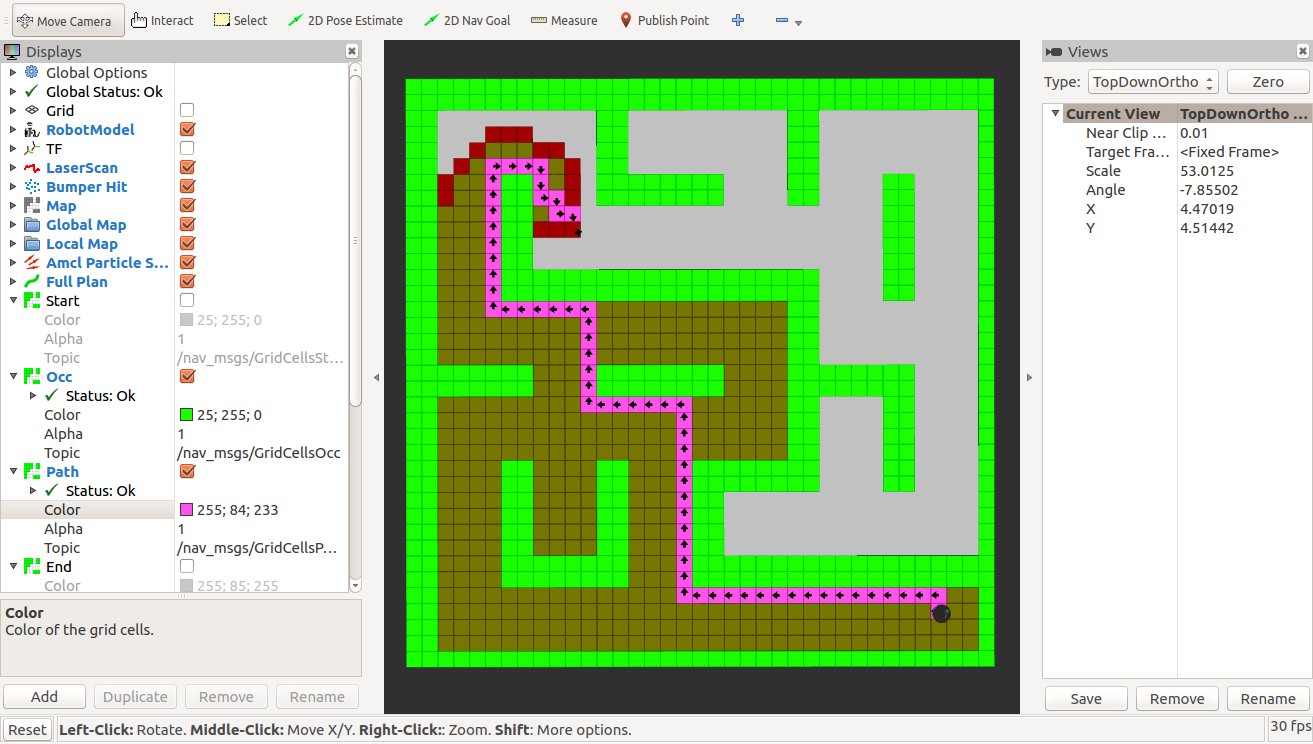 Move Camera Interact Select 2D Pose Estimate 2D Nav Goal Measure Publish Point
Displays
Global Options
Global Status: Ok
Grid
RobotModel
TF
LaserScan
Bumper Hit
Map
Global Map
Local Map
Amcl Particle S...
Full Plan
Start
Color 25; 255; 0
Alpha 1
Topic /nav_msgs/GridCellsSt...
Occ
Status: Ok
Color 25; 255; 0
Alpha 1
Topic /nav_msgs/GridCellsOcc
Path
Status: Ok
Color 255; 84; 233
Alpha 1
Topic /nav_msgs/GridCellsP...
End
Color 255; 85; 255
Color
Color of the grid cells.
Add Duplicate Remove Rename
Views
Type: TopDownOrtho Zero
Current View TopDownOrtho ...
Near Clip ... 0.01
Target Fra... <Fixed Frame>
Scale 53.0125
Angle -7.85502
X 4.47019
Y 4.51442
Save Remove Rename
Reset Left-Click: Rotate. Middle-Click: Move X/Y. Right-Click:: Zoom. Shift: More options. 30 fps